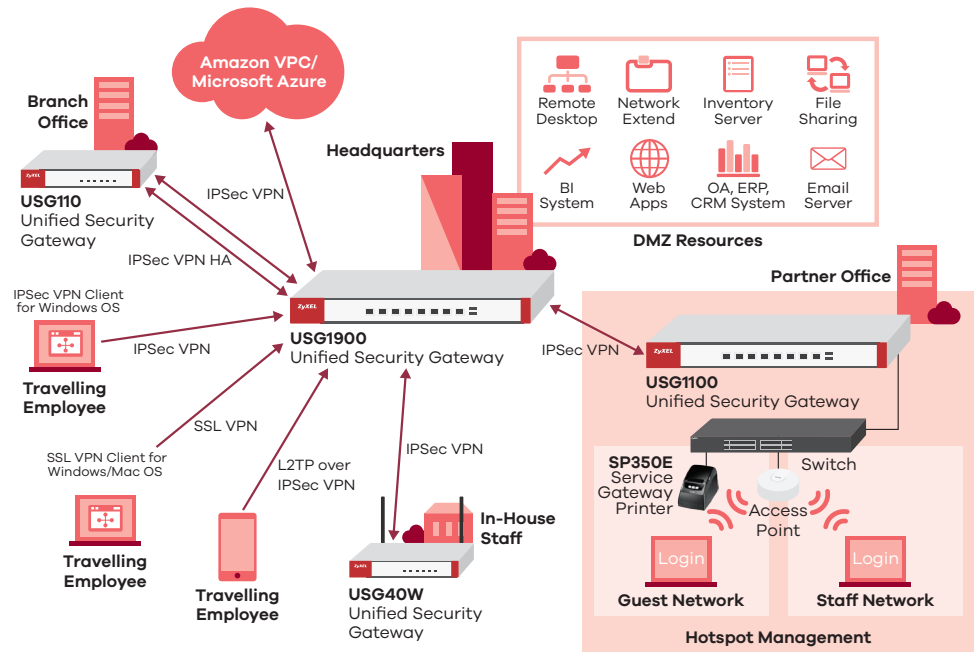 Amazon VPC/
Microsoft Azure
Branch
Office
ZyXEL
USG110
Unified Security
Gateway
IPSec VPN
IPSec VPN HA
Headquarters
Remote
Desktop
Network
Extend
Inventory
Server
File
Sharing
BI
System
Web
Apps
OA, ERP,
CRM System
Email
Server
DMZ Resources
ZyXEL
USG1900
Unified Security Gateway
IPSec VPN Client
for Windows OS
IPSec VPN
Travelling
Employee
SSL VPN
SSL VPN Client for
Windows/Mac OS
Travelling
Employee
L2TP over
IPSec VPN
Travelling
Employee
IPSec VPN
In-House
Staff
ZyXEL
USG40W
Unified Security
Gateway
IPSec VPN
Partner Office
ZyXEL
USG1100
Unified Security Gateway
Switch
SP350E
Service
Gateway
Printer
Access
Point
Login
Guest Network
Login
Staff Network
Hotspot Management